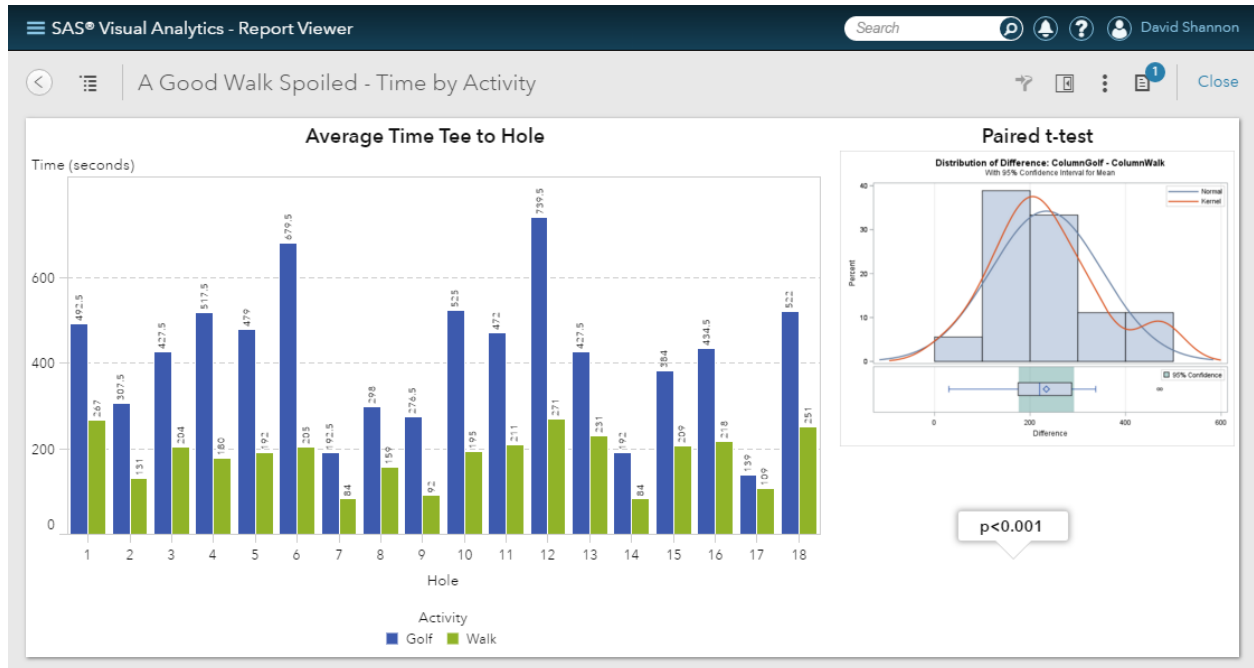 SAS® Visual Analytics - Report Viewer
Search
David Shannon
A Good Walk Spoiled - Time by Activity
1
Close
Average Time Tee to Hole
Time (seconds)
600
400
200
0
492.5
267
307.5
131
427.5
204
517.5
180
479
192
679.5
205
192.5
84
298
159
276.5
92
525
195
472
211
739.5
271
427.5
231
192
84
384
209
434.5
218
139
109
522
251
1 2 3 4 5 6 7 8 9 10 11 12 13 14 15 16 17 18
Hole
Activity
Golf Walk
Paired t-test
Distribution of Difference: ColumnGolf - ColumnWalk
With 95% Confidence Interval for Mean
Normal
Kernel
Percent
40
30
20
10
0
95% Confidence
0 200 400 600
Difference
p<0.001